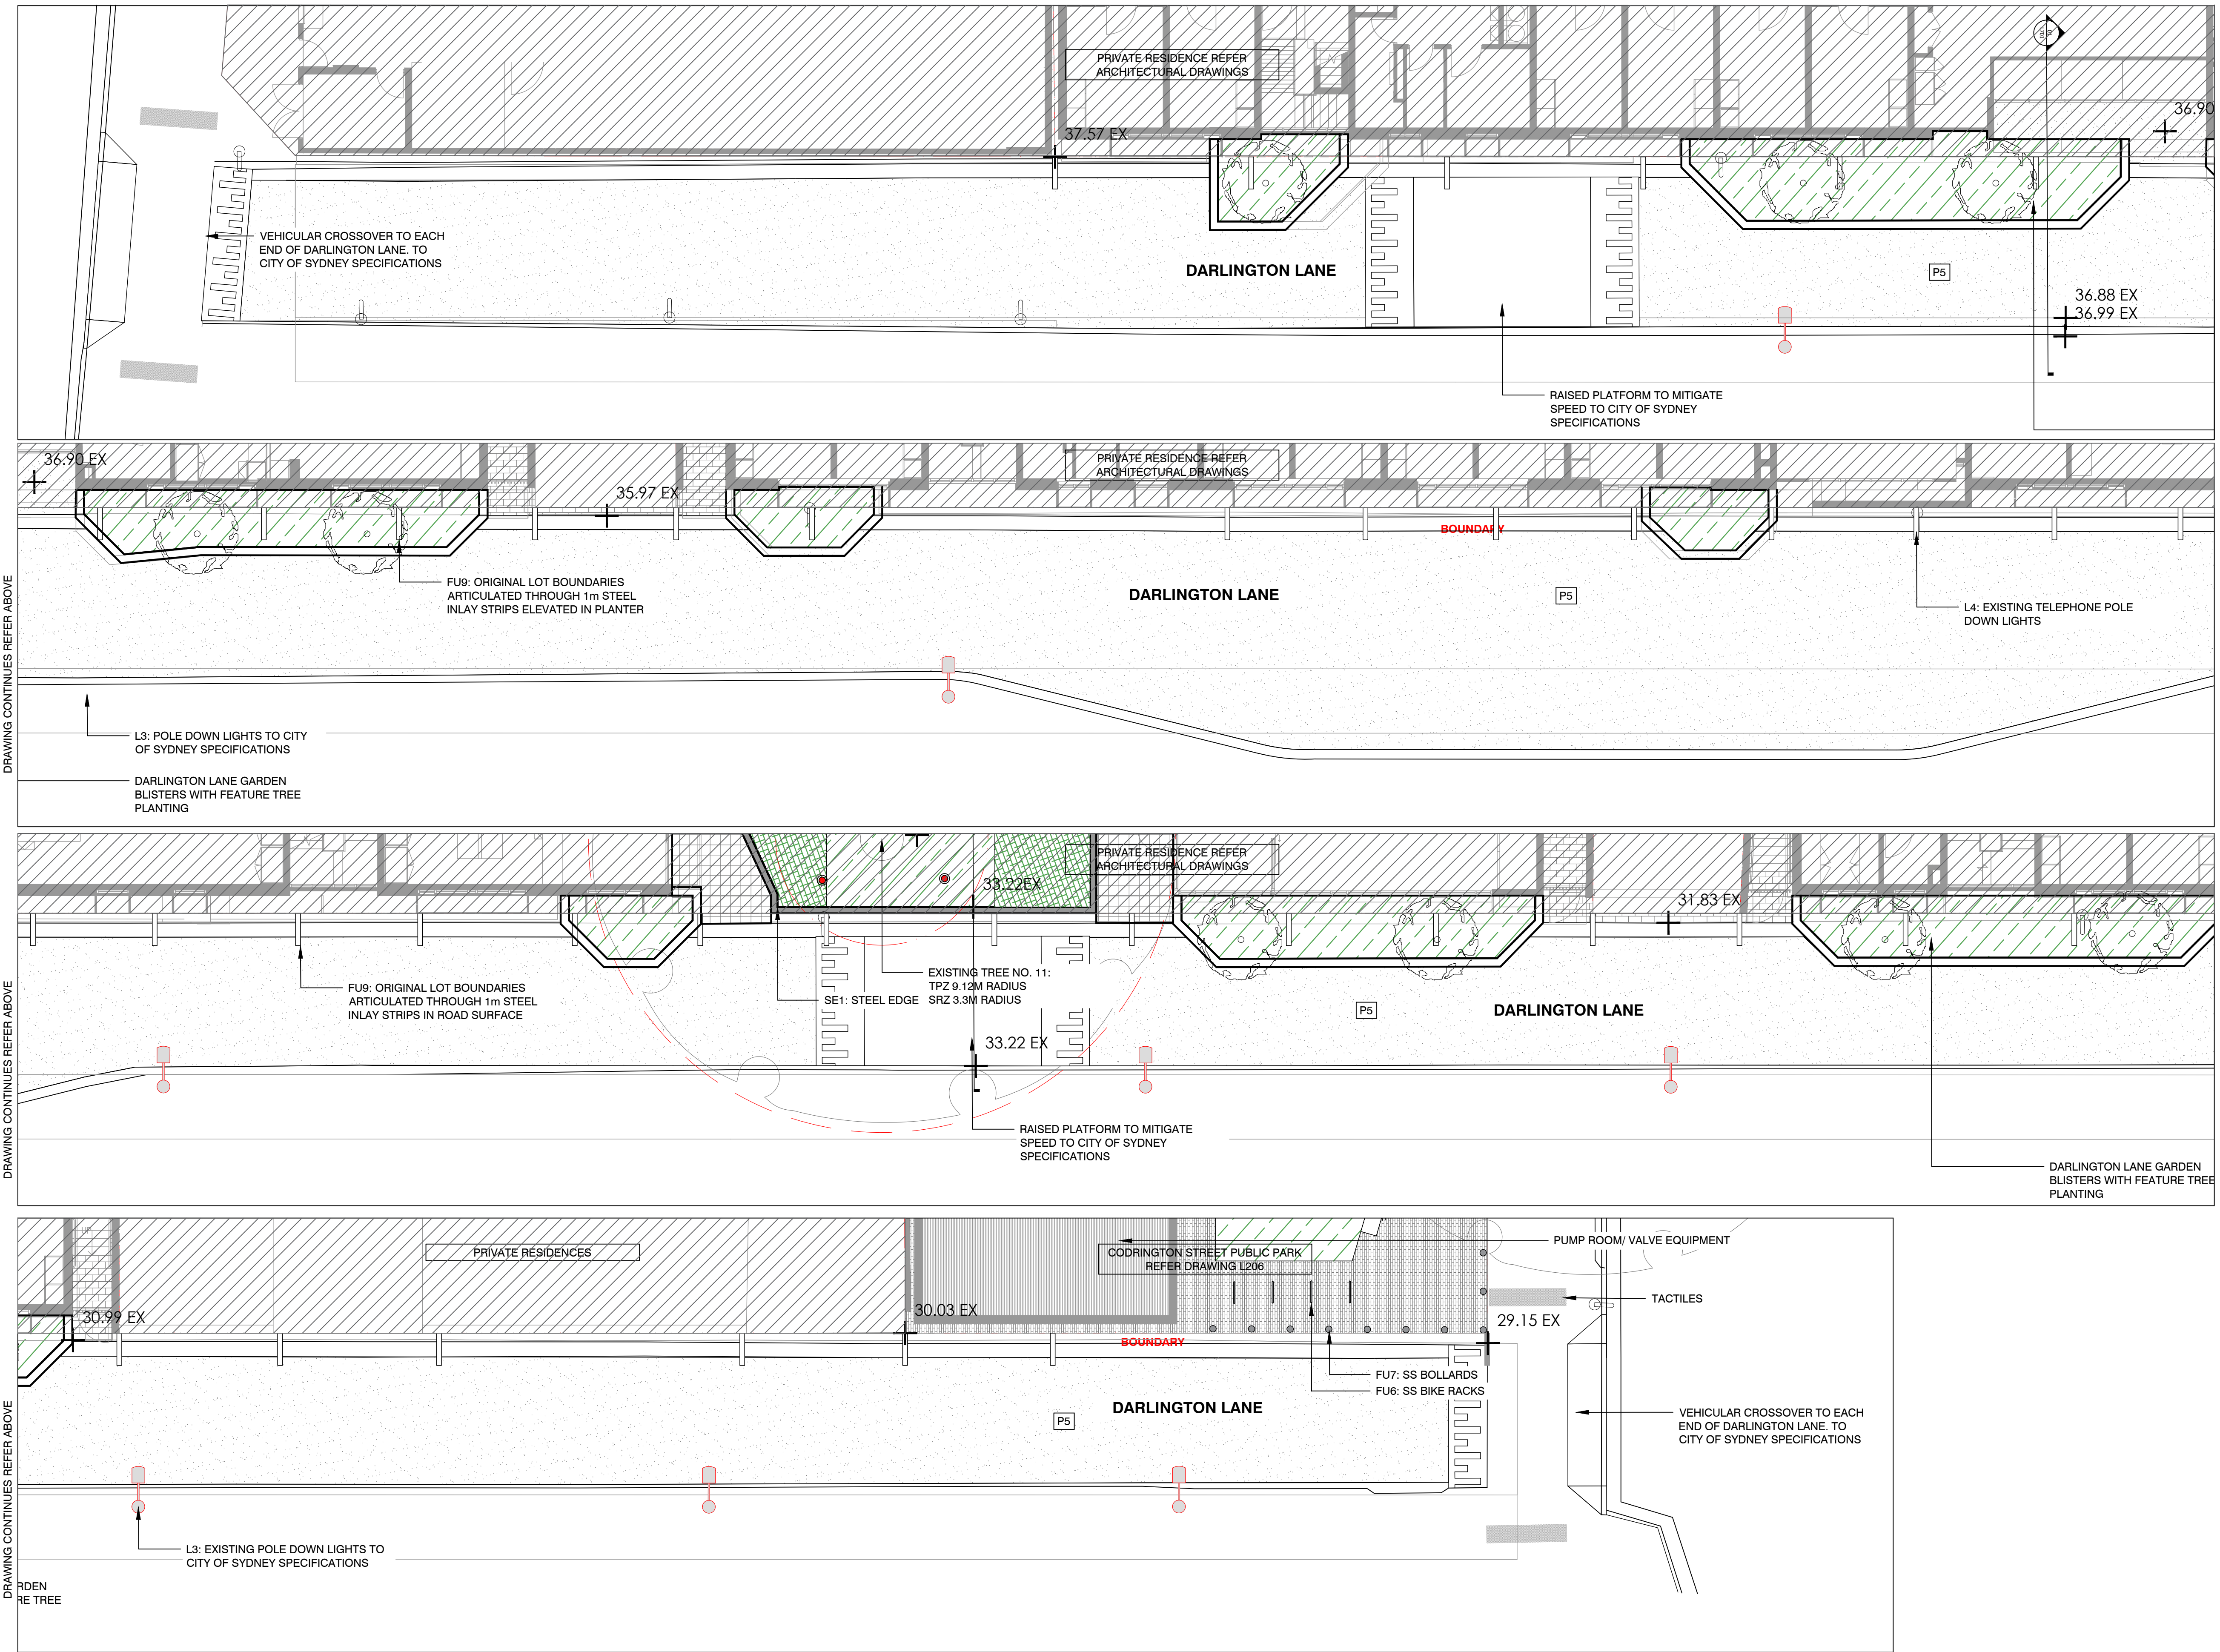 PRIVATE RESIDENCE REFER
ARCHITECTURAL DRAWINGS
36.90
37.57 EX
VEHICULAR CROSSOVER TO EACH
END OF DARLINGTON LANE. TO
CITY OF SYDNEY SPECIFICATIONS
DARLINGTON LANE
P5
36.88 EX
36.99 EX
RAISED PLATFORM TO MITIGATE
SPEED TO CITY OF SYDNEY
SPECIFICATIONS
DRAWING CONTINUES REFER ABOVE
36.90 EX
PRIVATE RESIDENCE REFER
ARCHITECTURAL DRAWINGS
35.97 EX
BOUNDARY
FU9: ORIGINAL LOT BOUNDARIES
ARTICULATED THROUGH 1m STEEL
INLAY STRIPS ELEVATED IN PLANTER
DARLINGTON LANE
P5
L4: EXISTING TELEPHONE POLE
DOWN LIGHTS
L3: POLE DOWN LIGHTS TO CITY
OF SYDNEY SPECIFICATIONS
DARLINGTON LANE GARDEN
BLISTERS WITH FEATURE TREE
PLANTING
DRAWING CONTINUES REFER ABOVE
PRIVATE RESIDENCE REFER
ARCHITECTURAL DRAWINGS
33.22EX
31.83 EX
FU9: ORIGINAL LOT BOUNDARIES
ARTICULATED THROUGH 1m STEEL
INLAY STRIPS IN ROAD SURFACE
SE1: STEEL EDGE
EXISTING TREE NO. 11:
TPZ 9.12M RADIUS
SRZ 3.3M RADIUS
P5
DARLINGTON LANE
33.22 EX
RAISED PLATFORM TO MITIGATE
SPEED TO CITY OF SYDNEY
SPECIFICATIONS
DARLINGTON LANE GARDEN
BLISTERS WITH FEATURE TREE
PLANTING
DRAWING CONTINUES REFER ABOVE
PRIVATE RESIDENCES
CODRINGTON STREET PUBLIC PARK
REFER DRAWING L206
PUMP ROOM/ VALVE EQUIPMENT
TACTILES
30.99 EX
30.03 EX
29.15 EX
BOUNDARY
FU7: SS BOLLARDS
FU6: SS BIKE RACKS
DARLINGTON LANE
P5
VEHICULAR CROSSOVER TO EACH
END OF DARLINGTON LANE. TO
CITY OF SYDNEY SPECIFICATIONS
L3: EXISTING POLE DOWN LIGHTS TO
CITY OF SYDNEY SPECIFICATIONS
RDEN
RE TREE